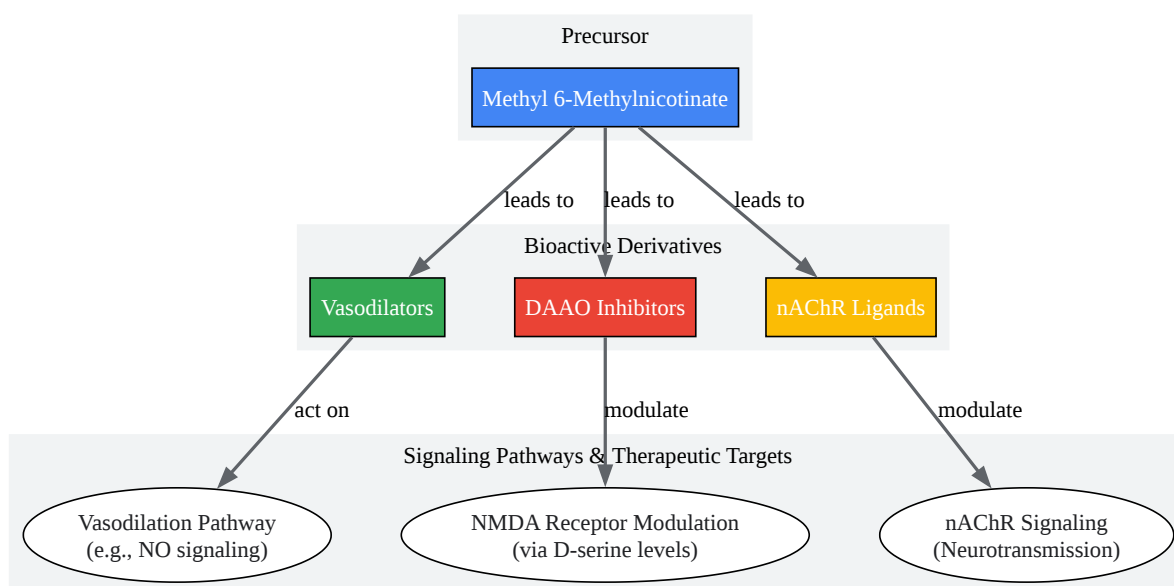 Precursor
Methyl 6-Methylnicotinate
leads to
leads to
leads to
Bioactive Derivatives
Vasodilators
DAAO Inhibitors
nAChR Ligands
act on
modulate
modulate
Signaling Pathways & Therapeutic Targets
Vasodilation Pathway
(e.g., NO signaling)
NMDA Receptor Modulation
(via D-serine levels)
nAChR Signaling
(Neurotransmission)